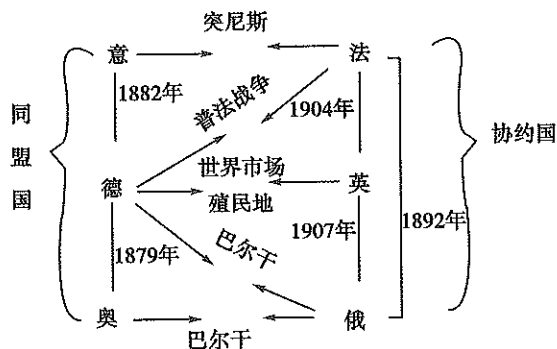 突尼斯
意
法
1882年
普法战争
1904年
同盟国
协约国
世界市场
德
英
殖民地
1892年
1907年
1879年
巴尔干
奥
俄
巴尔干